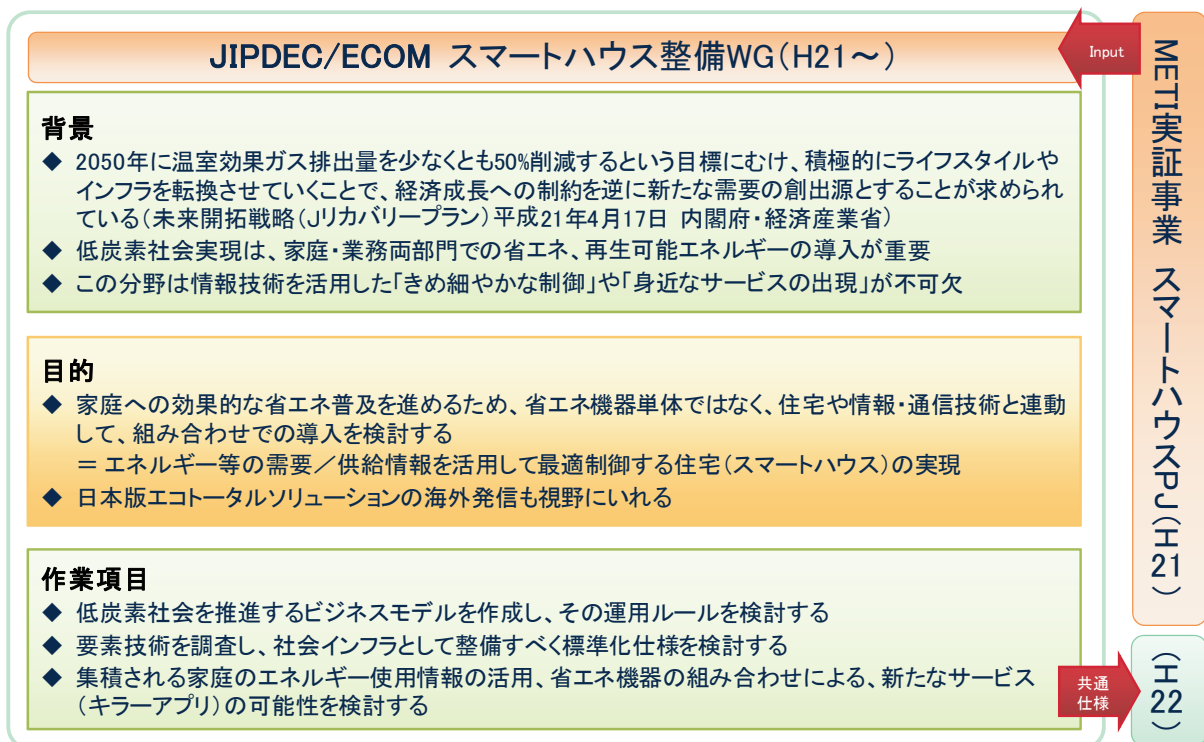 JIPDEC/ECOM スマートハウス整備WG(H21～)
Input
背景
◆ 2050年に温室効果ガス排出量を少なくとも50%削減するという目標にむけ、積極的にライフスタイルや
インフラを転換させていくことで、経済成長への制約を逆に新たな需要の創出源とすることが求められ
ている(未来開拓戦略(Jリカバリープラン)平成21年4月17日 内閣府・経済産業省)
◆ 低炭素社会実現は、家庭・業務両部門での省エネ、再生可能エネルギーの導入が重要
◆ この分野は情報技術を活用した「きめ細やかな制御」や「身近なサービスの出現」が不可欠
目的
◆ 家庭への効果的な省エネ普及を進めるため、省エネ機器単体ではなく、住宅や情報・通信技術と連動
して、組み合わせでの導入を検討する
＝ エネルギー等の需要／供給情報を活用して最適制御する住宅(スマートハウス)の実現
◆ 日本版エコトータルソリューションの海外発信も視野にいれる
作業項目
◆ 低炭素社会を推進するビジネスモデルを作成し、その運用ルールを検討する
◆ 要素技術を調査し、社会インフラとして整備すべく標準化仕様を検討する
◆ 集積される家庭のエネルギー使用情報の活用、省エネ機器の組み合わせによる、新たなサービス
(キラーアプリ)の可能性を検討する
共通
仕様
METI実証事業 スマートハウスPJ(H21)
(H22)